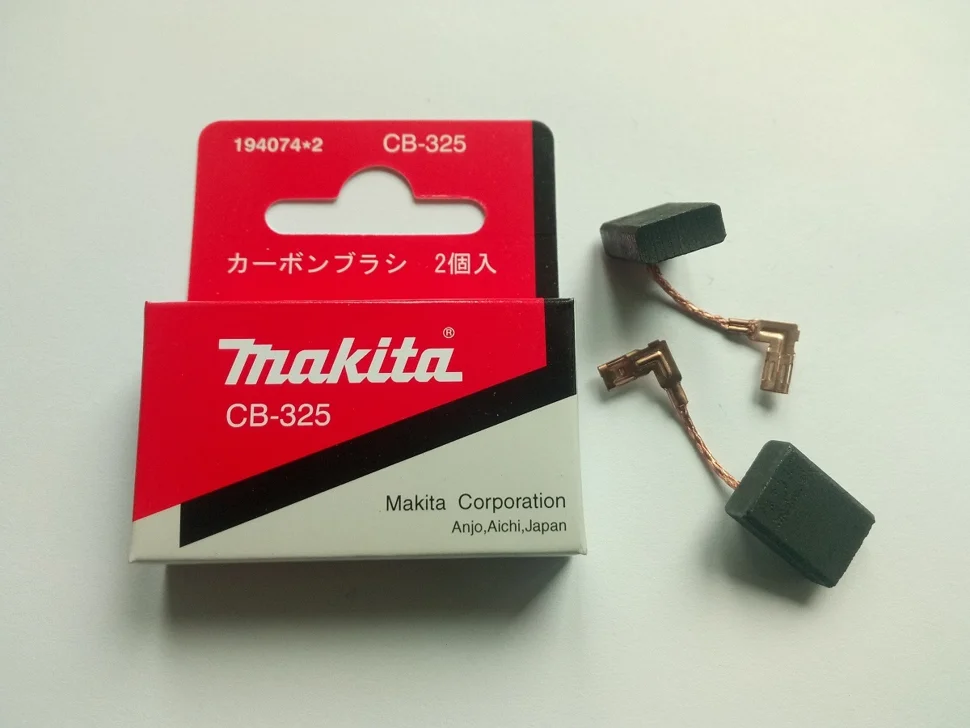 194074*2 CB-325
カーボンブラシ 2個入
makita®
CB-325
Makita Corporation
Anjo,Aichi,Japan